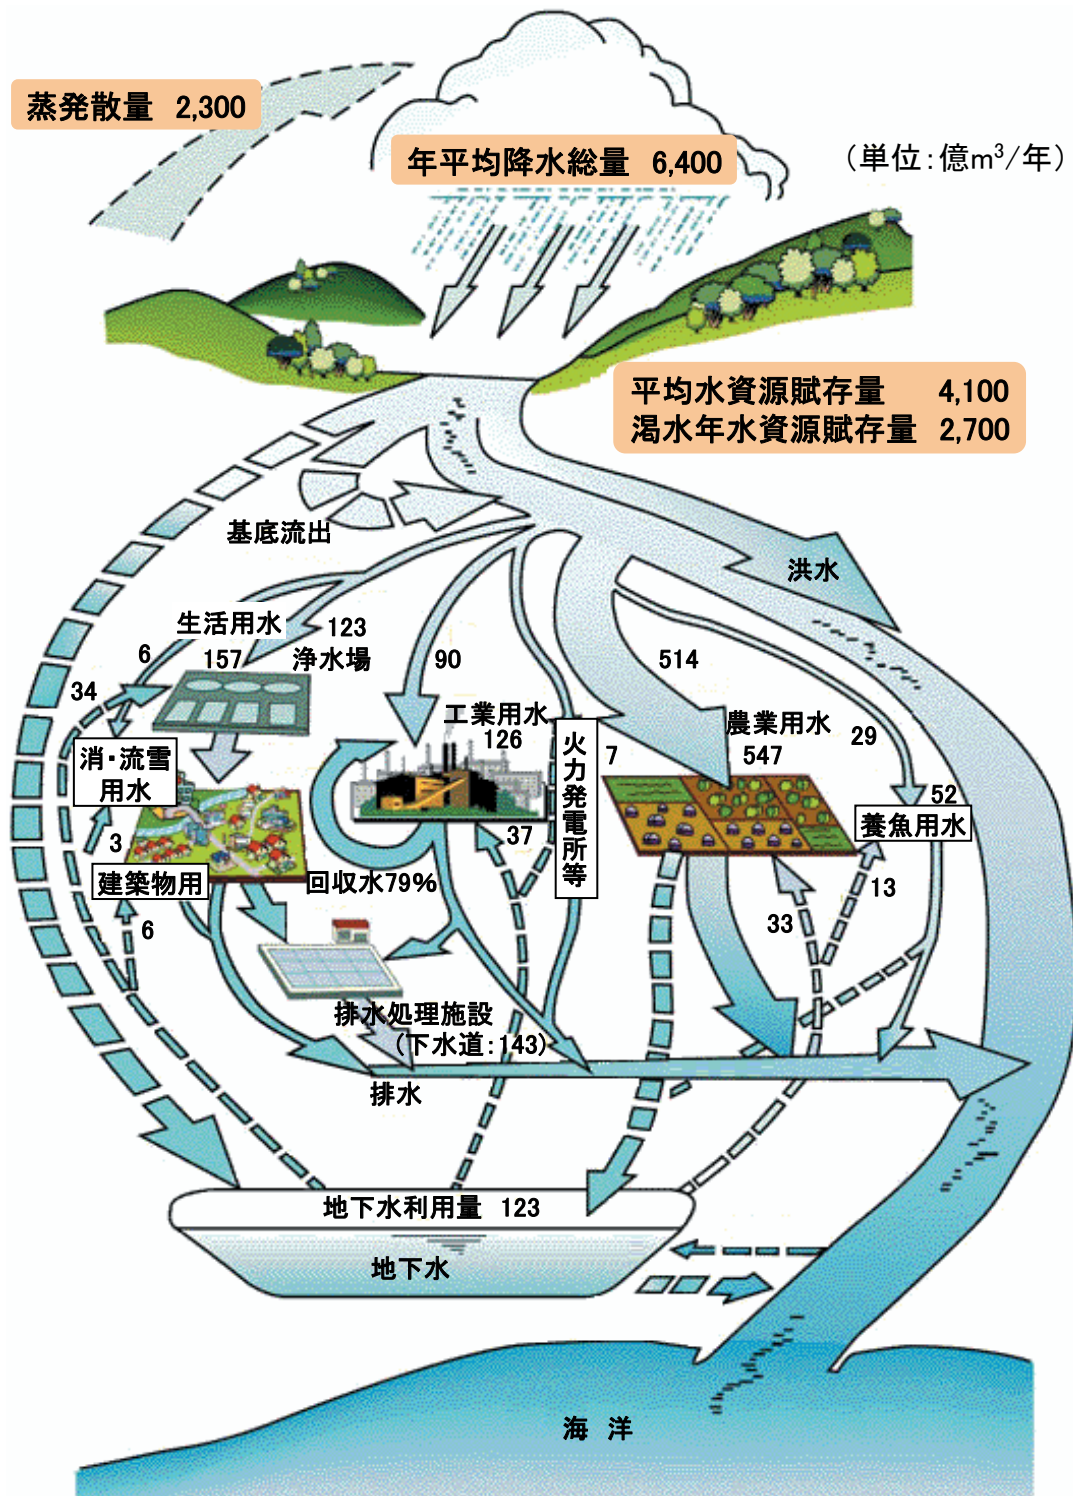 蒸発散量 2,300
年平均降水総量 6,400
（単位：億m³/年）
平均水資源賦存量 4,100
渇水年水資源賦存量 2,700
基底流出
洪水
生活用水
157
123
浄水場
6
34
90
514
工業用水
126
農業用水
547
29
7
火力発電所等
消・流雪
用水
52
養魚用水
3
37
建築物用
回収水79%
13
6
33
排水処理施設
（下水道：143）
排水
地下水利用量 123
地下水
海 洋